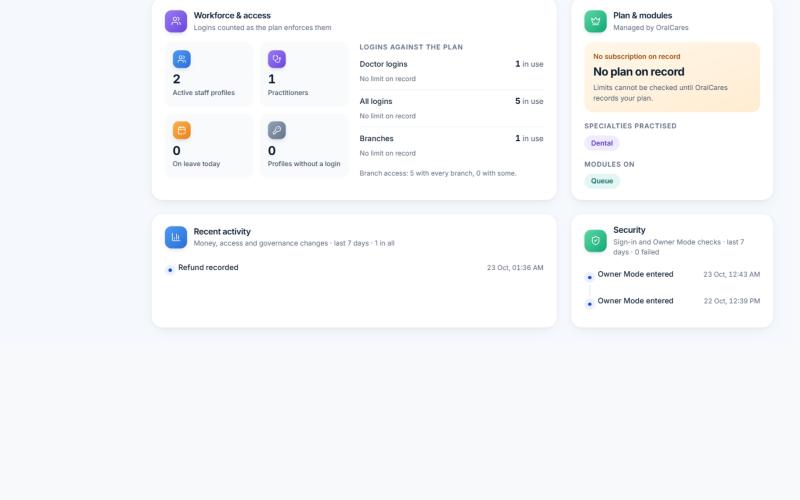 Workforce & access
Logins counted as the plan enforces them
2
Active staff profiles
1
Practitioners
0
On leave today
0
Profiles without a login
LOGINS AGAINST THE PLAN
Doctor logins
1 in use
No limit on record
All logins
5 in use
No limit on record
Branches
1 in use
No limit on record
Branch access: 5 with every branch, 0 with some.
Plan & modules
Managed by OralCares
No subscription on record
No plan on record
Limits cannot be checked until OralCares
records your plan.
SPECIALTIES PRACTISED
Dental
MODULES ON
Queue
Recent activity
Money, access and governance changes · last 7 days · 1 in all
Refund recorded
23 Oct, 01:36 AM
Security
Sign-in and Owner Mode checks · last 7
days · 0 failed
Owner Mode entered
23 Oct, 12:43 AM
Owner Mode entered
22 Oct, 12:39 PM